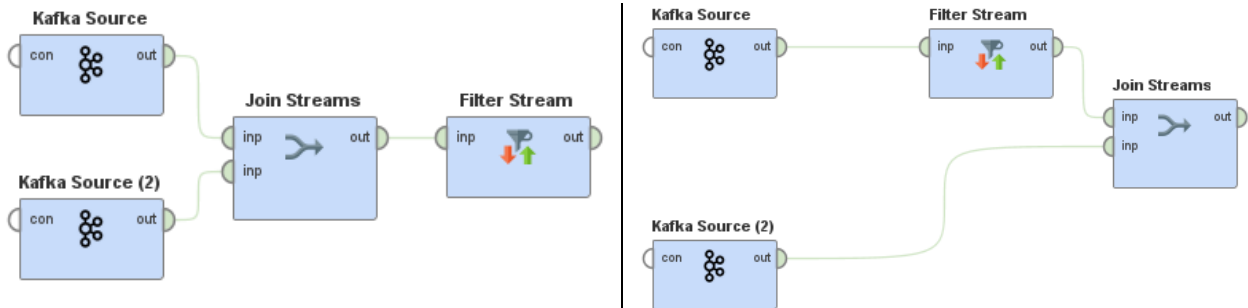 Kafka Source
con out
Join Streams
inp out
inp
Filter Stream
inp out
Kafka Source (2)
con out
Kafka Source
con out
Filter Stream
inp out
Join Streams
inp out
inp
Kafka Source (2)
con out